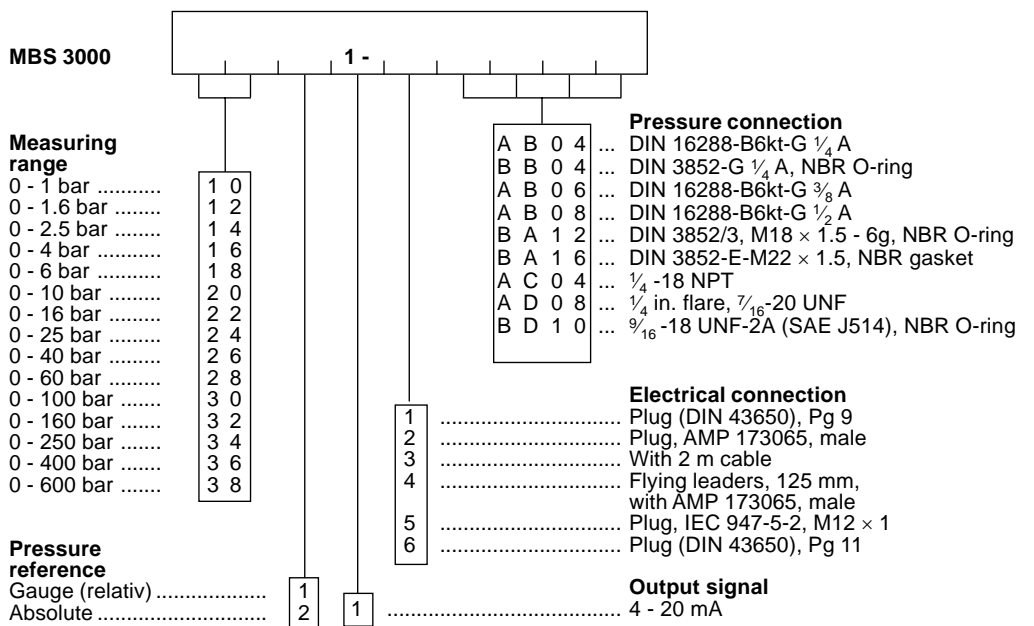 MBS 3000 1 -
Measuring
range
0 - 1 bar ........... 1 0
0 - 1.6 bar ........ 1 2
0 - 2.5 bar ........ 1 4
0 - 4 bar ........... 1 6
0 - 6 bar ........... 1 8
0 - 10 bar ......... 2 0
0 - 16 bar ......... 2 2
0 - 25 bar ......... 2 4
0 - 40 bar ......... 2 6
0 - 60 bar ......... 2 8
0 - 100 bar ....... 3 0
0 - 160 bar ....... 3 2
0 - 250 bar ....... 3 4
0 - 400 bar ....... 3 6
0 - 600 bar ....... 3 8
Pressure
reference
Gauge (relativ) .................... 1
Absolute ............................. 2
Pressure connection
A B 0 4 ... DIN 16288-B6kt-G ¼ A
B B 0 4 ... DIN 3852-G ¼ A, NBR O-ring
A B 0 6 ... DIN 16288-B6kt-G ⅜ A
A B 0 8 ... DIN 16288-B6kt-G ½ A
B A 1 2 ... DIN 3852/3, M18 × 1.5 - 6g, NBR O-ring
B A 1 6 ... DIN 3852-E-M22 × 1.5, NBR gasket
A C 0 4 ... ¼ -18 NPT
A D 0 8 ... ¼ in. flare, 7⁄16-20 UNF
B D 1 0 ... 9⁄16 -18 UNF-2A (SAE J514), NBR O-ring
Electrical connection
1 ................................ Plug (DIN 43650), Pg 9
2 ................................ Plug, AMP 173065, male
3 ................................ With 2 m cable
4 ................................ Flying leaders, 125 mm,
with AMP 173065, male
5 ................................ Plug, IEC 947-5-2, M12 × 1
6 ................................ Plug (DIN 43650), Pg 11
Output signal
1 ......................................... 4 - 20 mA